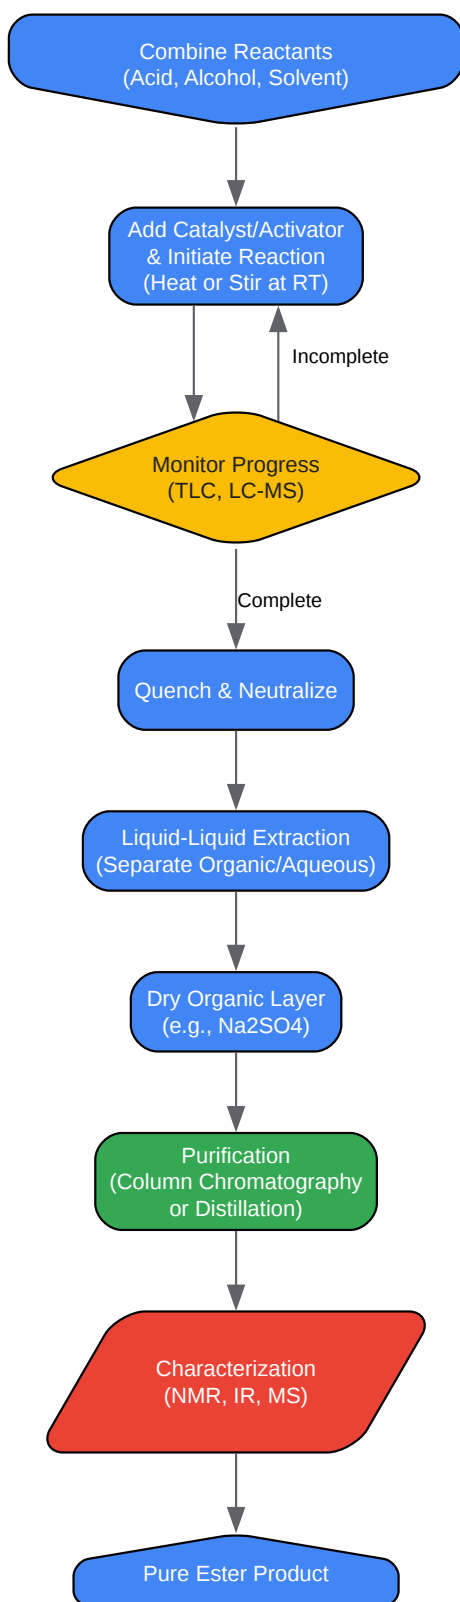 Combine Reactants
(Acid, Alcohol, Solvent)
Add Catalyst/Activator
& Initiate Reaction
(Heat or Stir at RT)
Incomplete
Monitor Progress
(TLC, LC-MS)
Complete
Quench & Neutralize
Liquid-Liquid Extraction
(Separate Organic/Aqueous)
Dry Organic Layer
(e.g., Na2SO4)
Purification
(Column Chromatography
or Distillation)
Characterization
(NMR, IR, MS)
Pure Ester Product